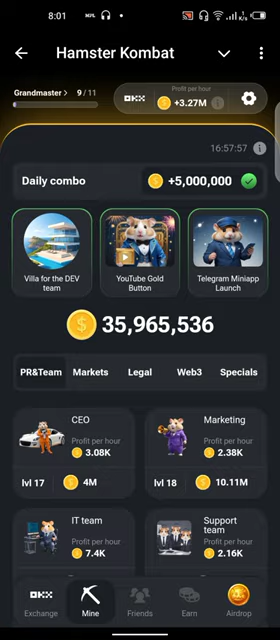 8:01
MPL
Hamster Kombat
Grandmaster > 9 / 11
OKX
Profit per hour
+3.27M
16:57:57
Daily combo
+5,000,000
Villa for the DEV team
YouTube Gold Button
Telegram Miniapp Launch
35,965,536
PR&Team Markets Legal Web3 Specials
CEO
Profit per hour
3.08K
lvl 17 4M
Marketing
Profit per hour
2.38K
lvl 18 10.11M
IT team
Profit per hour
7.4K
Support team
Profit per hour
2.16K
OKX
Exchange Mine Friends Earn Airdrop